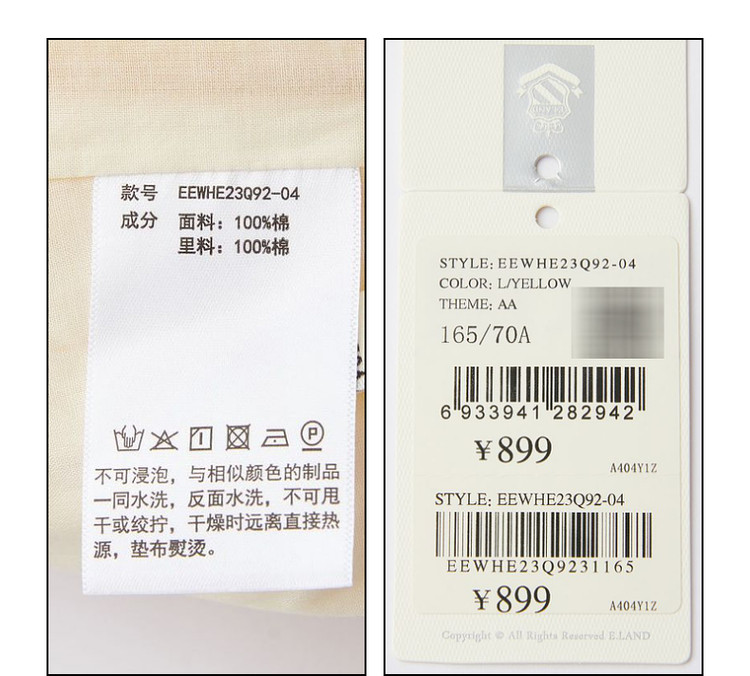 款号 EEWHE23Q92-04
成分 面料：100%棉
里料：100%棉
P
不可浸泡，与相似颜色的制品
一同水洗，反面水洗，不可甩
干或绞拧，干燥时远离直接热
源，垫布熨烫。
STYLE: EEWHE23Q92-04
COLOR: L/YELLOW
THEME: AA
165/70A
6 933941 282942
¥899
A404Y1Z
STYLE: EEWHE23Q92-04
EEWHE23Q9231165
¥899
A404Y1Z
Copyright © All Rights Reserved E.LAND